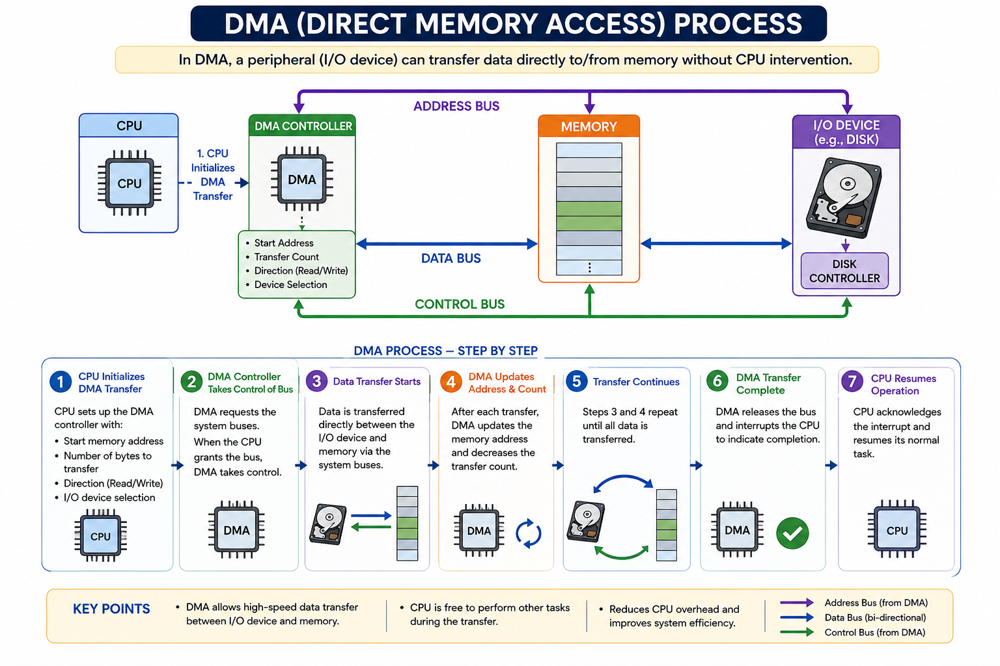 DMA (DIRECT MEMORY ACCESS) PROCESS
In DMA, a peripheral (I/O device) can transfer data directly to/from memory without CPU intervention.
ADDRESS BUS
CPU
CPU
1. CPU
Initializes
DMA
Transfer
DMA CONTROLLER
DMA
• Start Address
• Transfer Count
• Direction (Read/Write)
• Device Selection
DATA BUS
CONTROL BUS
MEMORY
I/O DEVICE
(e.g., DISK)
DISK
CONTROLLER
DMA PROCESS – STEP BY STEP
1 CPU Initializes
DMA Transfer
CPU sets up the DMA
controller with:
• Start memory address
• Number of bytes to
transfer
• Direction (Read/Write)
• I/O device selection
CPU
2 DMA Controller
Takes Control of Bus
DMA requests the
system buses.
When the CPU
grants the bus,
DMA takes control.
DMA
3 Data Transfer Starts
Data is transferred
directly between the
I/O device and
memory via the
system buses.
4 DMA Updates
Address & Count
After each transfer,
DMA updates the
memory address
and decreases the
transfer count.
DMA
5 Transfer Continues
Steps 3 and 4 repeat
until all data is
transferred.
6 DMA Transfer
Complete
DMA releases the bus
and interrupts the CPU
to indicate completion.
DMA
7 CPU Resumes
Operation
CPU acknowledges
the interrupt and
resumes its normal
task.
CPU
KEY POINTS
• DMA allows high-speed data transfer
between I/O device and memory.
• CPU is free to perform other tasks
during the transfer.
• Reduces CPU overhead and
improves system efficiency.
Address Bus (from DMA)
Data Bus (bi-directional)
Control Bus (from DMA)